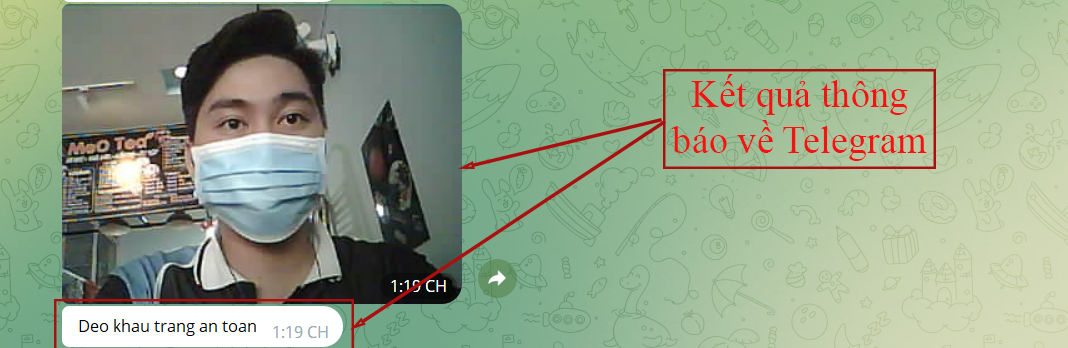 Kết quả thông
báo về Telegram
MeO Tea
1:19 CH
Deo khau trang an toan
1:19 CH